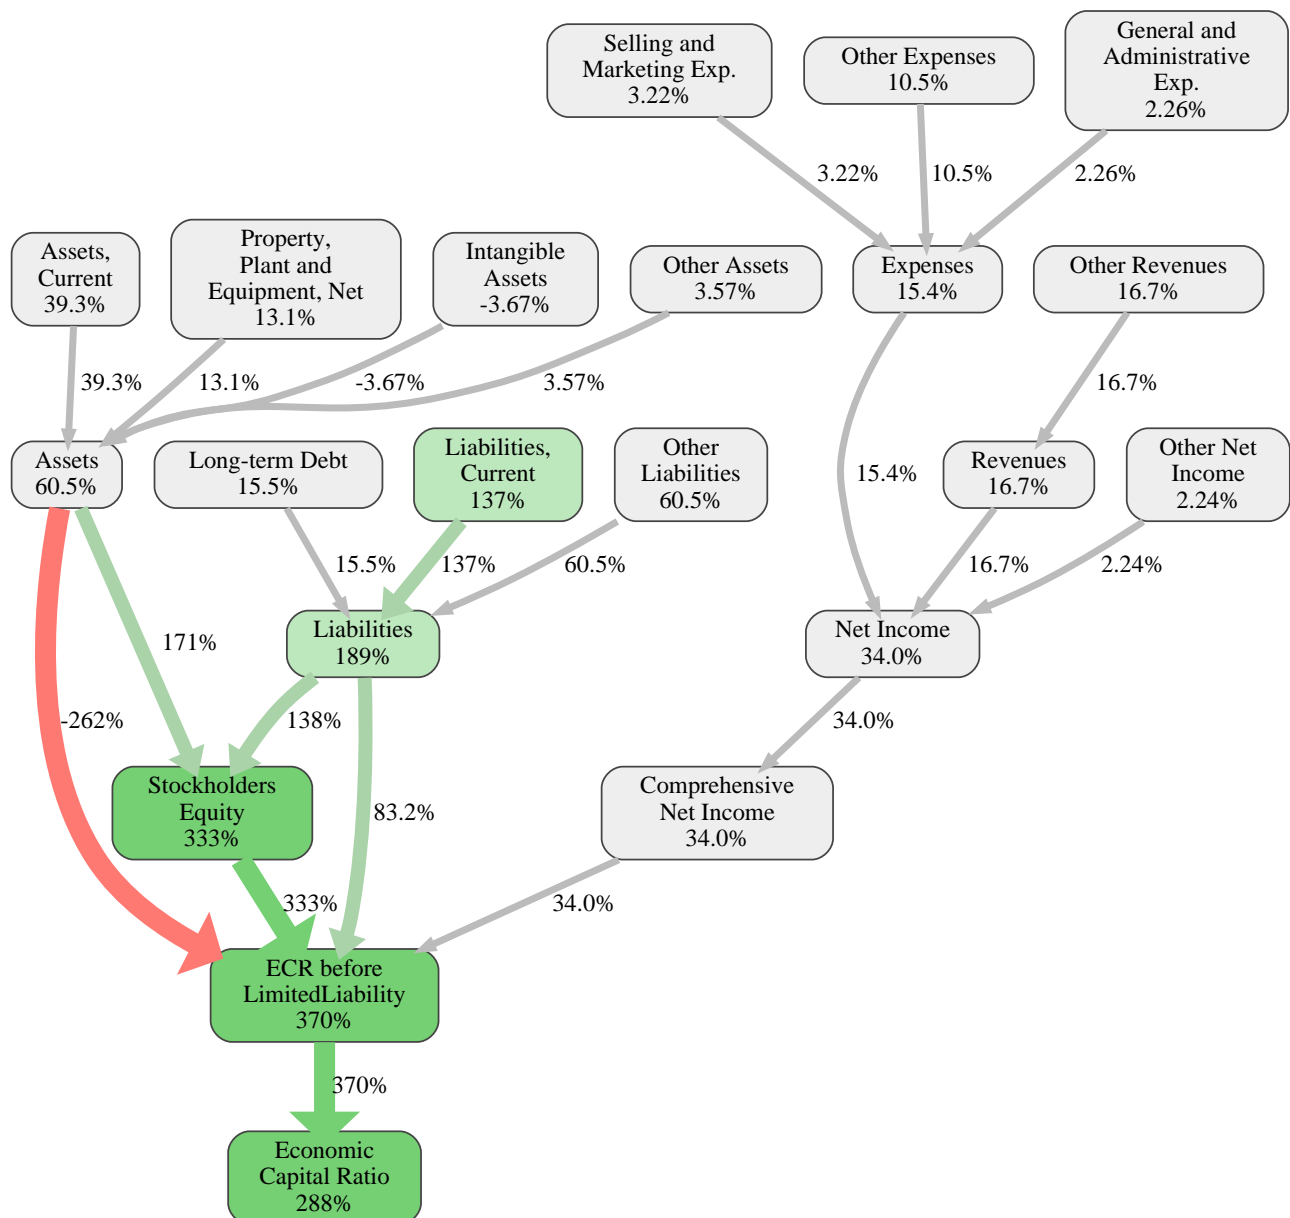 Selling and
Marketing Exp.
3.22%
Other Expenses
10.5%
General and
Administrative
Exp.
2.26%
3.22%
10.5%
2.26%
Assets,
Current
39.3%
Property,
Plant and
Equipment, Net
13.1%
Intangible
Assets
-3.67%
Other Assets
3.57%
Expenses
15.4%
Other Revenues
16.7%
39.3%
13.1%
-3.67%
3.57%
16.7%
Assets
60.5%
Long-term Debt
15.5%
Liabilities,
Current
137%
Other
Liabilities
60.5%
15.4%
Revenues
16.7%
Other Net
Income
2.24%
15.5%
137%
60.5%
16.7%
2.24%
171%
Liabilities
189%
Net Income
34.0%
-262%
138%
34.0%
Stockholders
Equity
333%
83.2%
Comprehensive
Net Income
34.0%
333%
34.0%
ECR before
LimitedLiability
370%
370%
Economic
Capital Ratio
288%